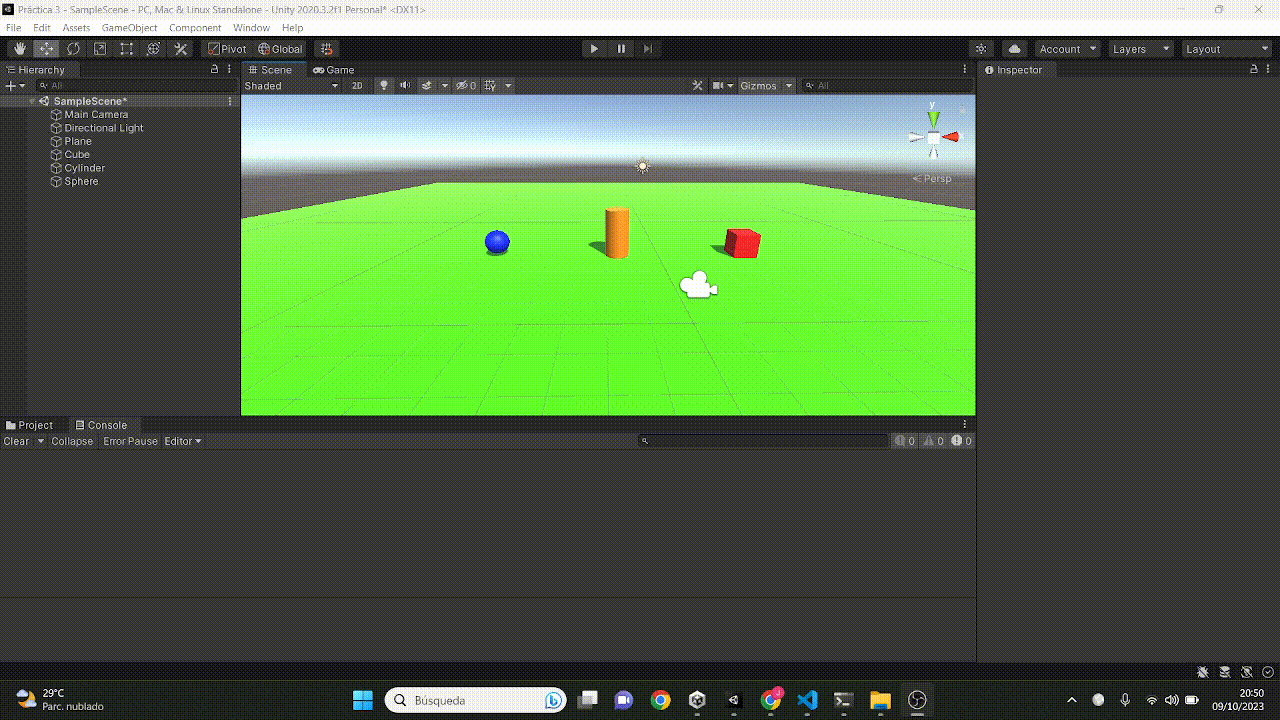 Práctica 3 - SampleScene - PC, Mac & Linux Standalone - Unity 2020.3.2f1 Personal* <DX11>
File Edit Assets GameObject Component Window Help
Pivot Global Account Layers Layout
Hierarchy Scene Game Inspector
All Shaded 2D 0 Gizmos All
SampleScene*
Main Camera
Directional Light
Plane
Cube
Cylinder
Sphere
y
Persp
Project Console
Clear Collapse Error Pause Editor 0 0 0
29°C
Parc. nublado
Búsqueda
20:50
09/10/2023